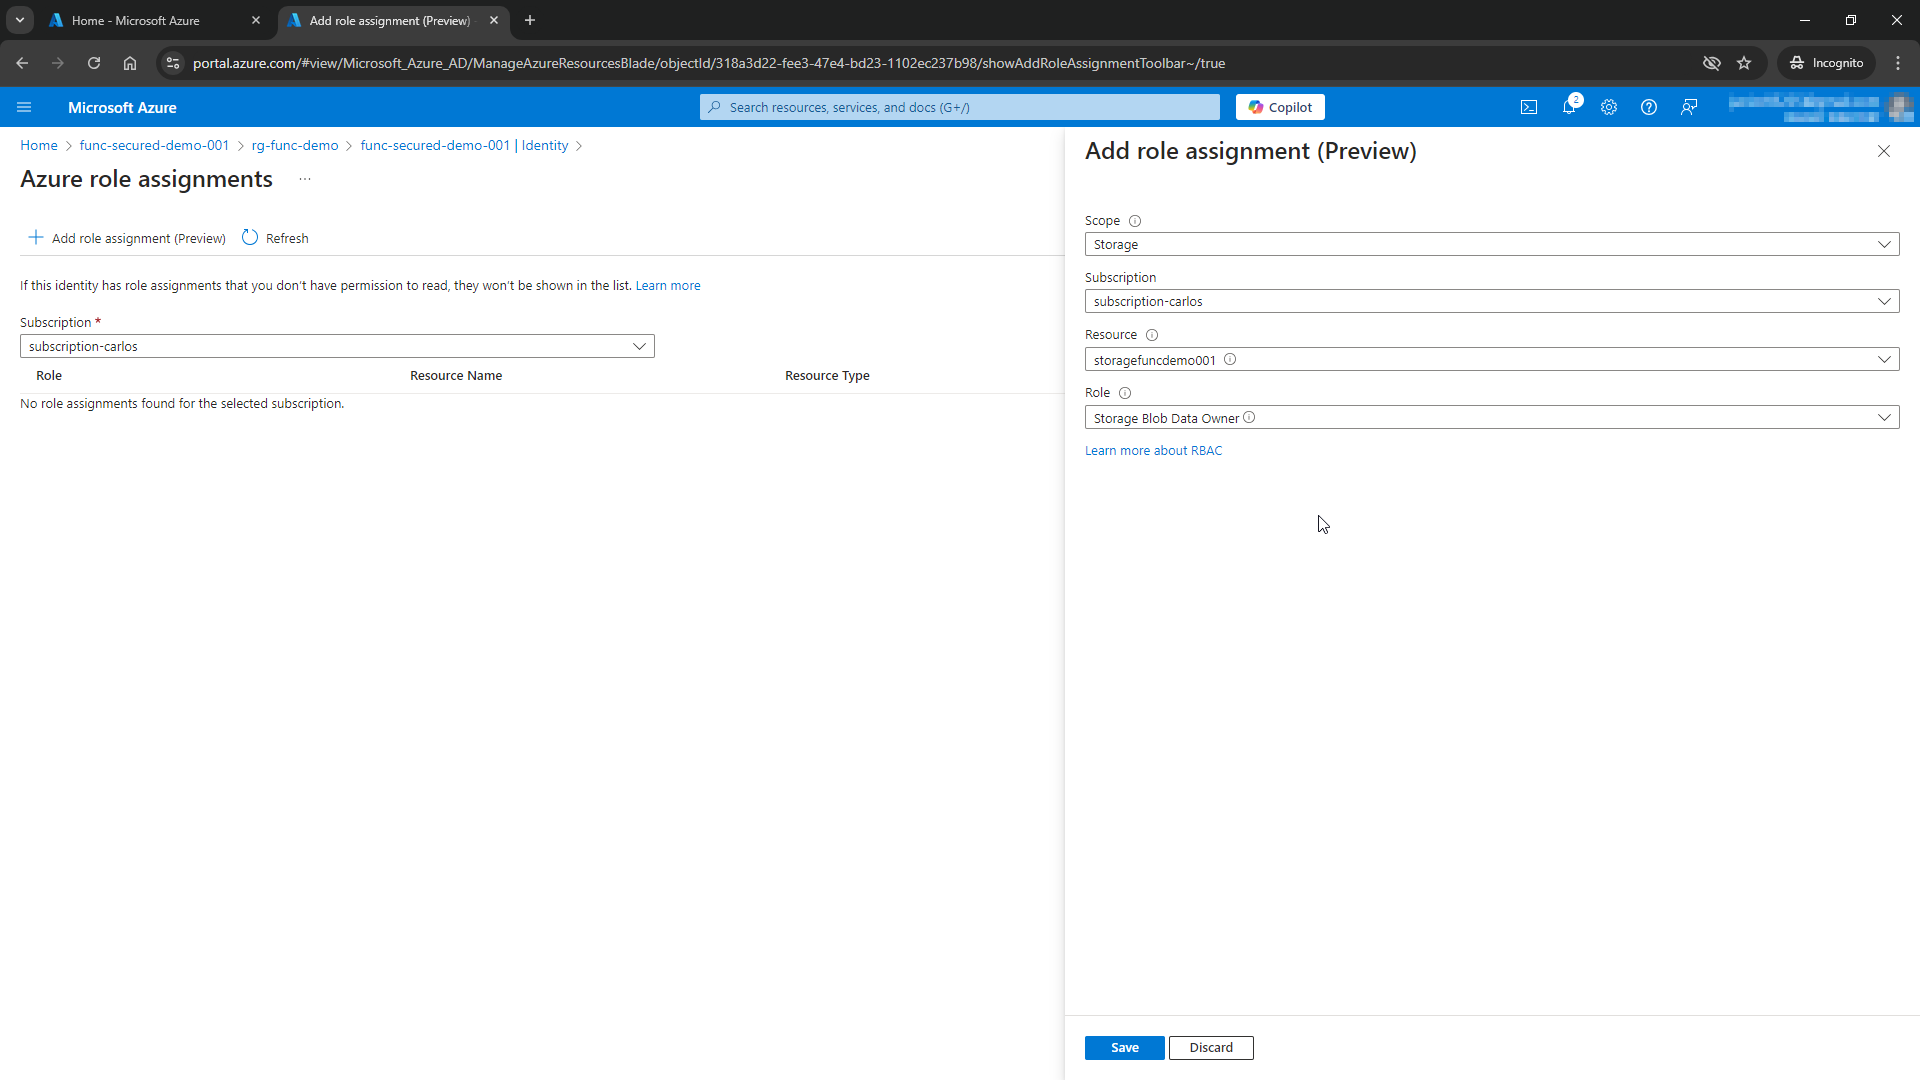 Home - Microsoft Azure
Add role assignment (Preview)
portal.azure.com/#view/Microsoft_Azure_AD/ManageAzureResourcesBlade/objectId/318a3d22-fee3-47e4-bd23-1102ec237b98/showAddRoleAssignmentToolbar~/true
Incognito
Microsoft Azure
Search resources, services, and docs (G+/)
Copilot
2
Home > func-secured-demo-001 > rg-func-demo > func-secured-demo-001 | Identity >
Azure role assignments ...
Add role assignment (Preview)
Refresh
If this identity has role assignments that you don't have permission to read, they won't be shown in the list. Learn more
Subscription *
subscription-carlos
Role Resource Name Resource Type
No role assignments found for the selected subscription.
Add role assignment (Preview)
Scope
Storage
Subscription
subscription-carlos
Resource
storagefuncdemo001
Role
Storage Blob Data Owner
Learn more about RBAC
Save
Discard